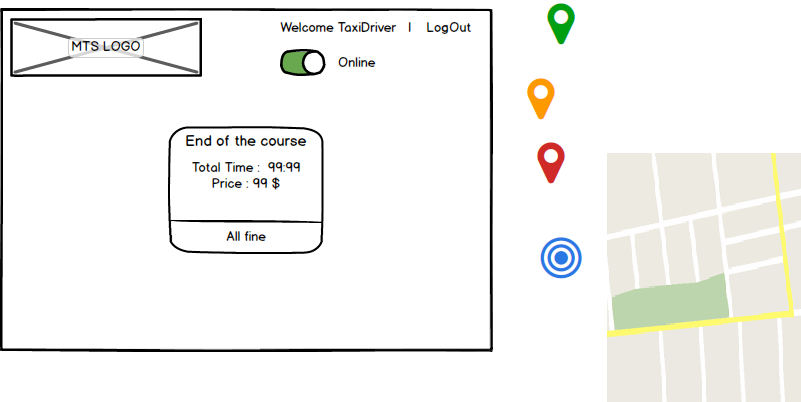 Welcome TaxiDriver | LogOut
MTS LOGO
Online
End of the course
Total Time : 99:99
Price : 99 $
All fine